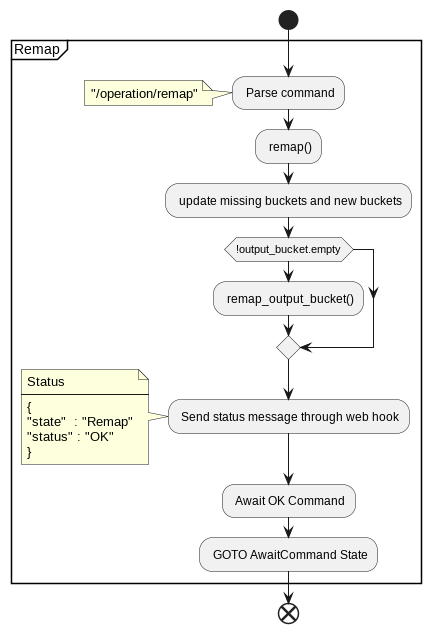 Remap
"/operation/remap"
Parse command
remap()
update missing buckets and new buckets
!output_bucket.empty
remap_output_bucket()
Status
{
"state"  : "Remap"
"status" : "OK"
}
Send status message through web hook
Await OK Command
GOTO AwaitCommand State